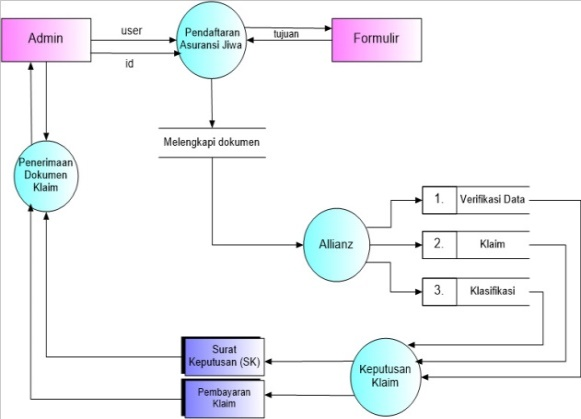 Admin
user
id
Pendaftaran
Asuransi Jiwa
tujuan
Formulir
Melengkapi dokumen
Penerimaan
Dokumen
Klaim
Allianz
1. Verifikasi Data
2. Klaim
3. Klasifikasi
Surat
Keputusan (SK)
Pembayaran
Klaim
Keputusan
Klaim